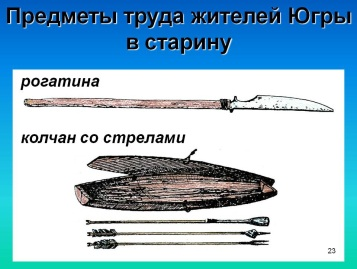 Предметы труда жителей Югры
в старину
рогатина
колчан со стрелами
23